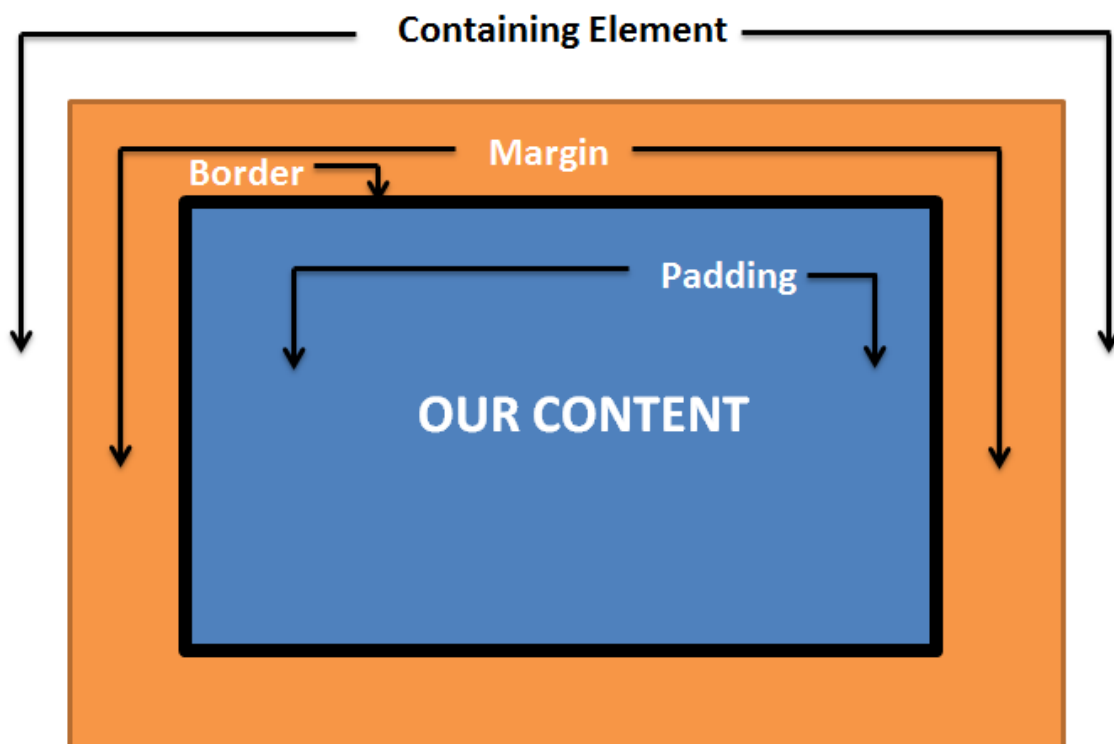 Containing Element
Margin
Border
Padding
OUR CONTENT